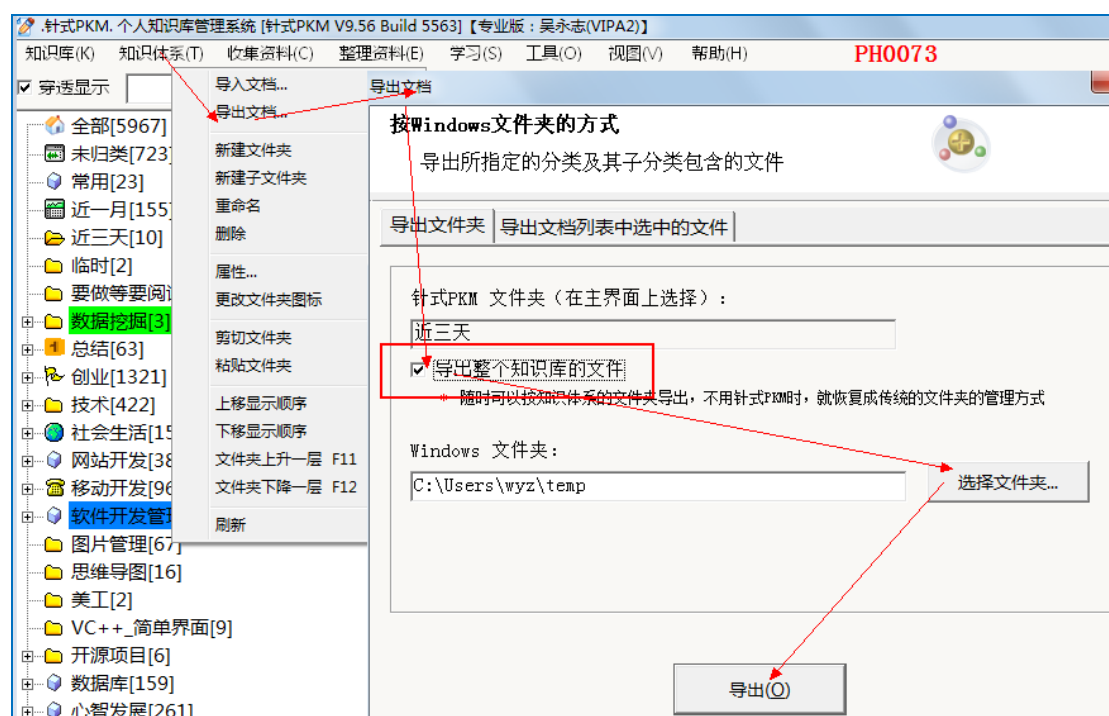 .针式PKM. 个人知识库管理系统 [针式PKM V9.56 Build 5563]【专业版：吴永志(VIPA2)】
知识库(K) 知识体系(T) 收集资料(C) 整理资料(E) 学习(S) 工具(O) 视图(V) 帮助(H) PH0073
穿透显示
全部[5967]
未归类[723]
常用[23]
近一月[155]
近三天[10]
临时[2]
要做等要阅
数据挖掘[3]
总结[63]
创业[1321]
技术[422]
社会生活[15
网站开发[38
移动开发[96
软件开发管
图片管理[67]
思维导图[16]
美工[2]
VC++_简单界面[9]
开源项目[6]
数据库[159]
心智发展[261]
导入文档...
导出文档...
新建文件夹
新建子文件夹
重命名
删除
属性...
更改文件夹图标
剪切文件夹
粘贴文件夹
上移显示顺序
下移显示顺序
文件夹上升一层 F11
文件夹下降一层 F12
刷新
导出文档
按Windows文件夹的方式
导出所指定的分类及其子分类包含的文件
导出文件夹 导出文档列表中选中的文件
针式PKM 文件夹（在主界面上选择）：
近三天
导出整个知识库的文件
* 随时可以按知识体系的文件夹导出，不用针式PKM时，就恢复成传统的文件夹的管理方式
Windows 文件夹：
C:\Users\wyz\temp
选择文件夹...
导出(O)